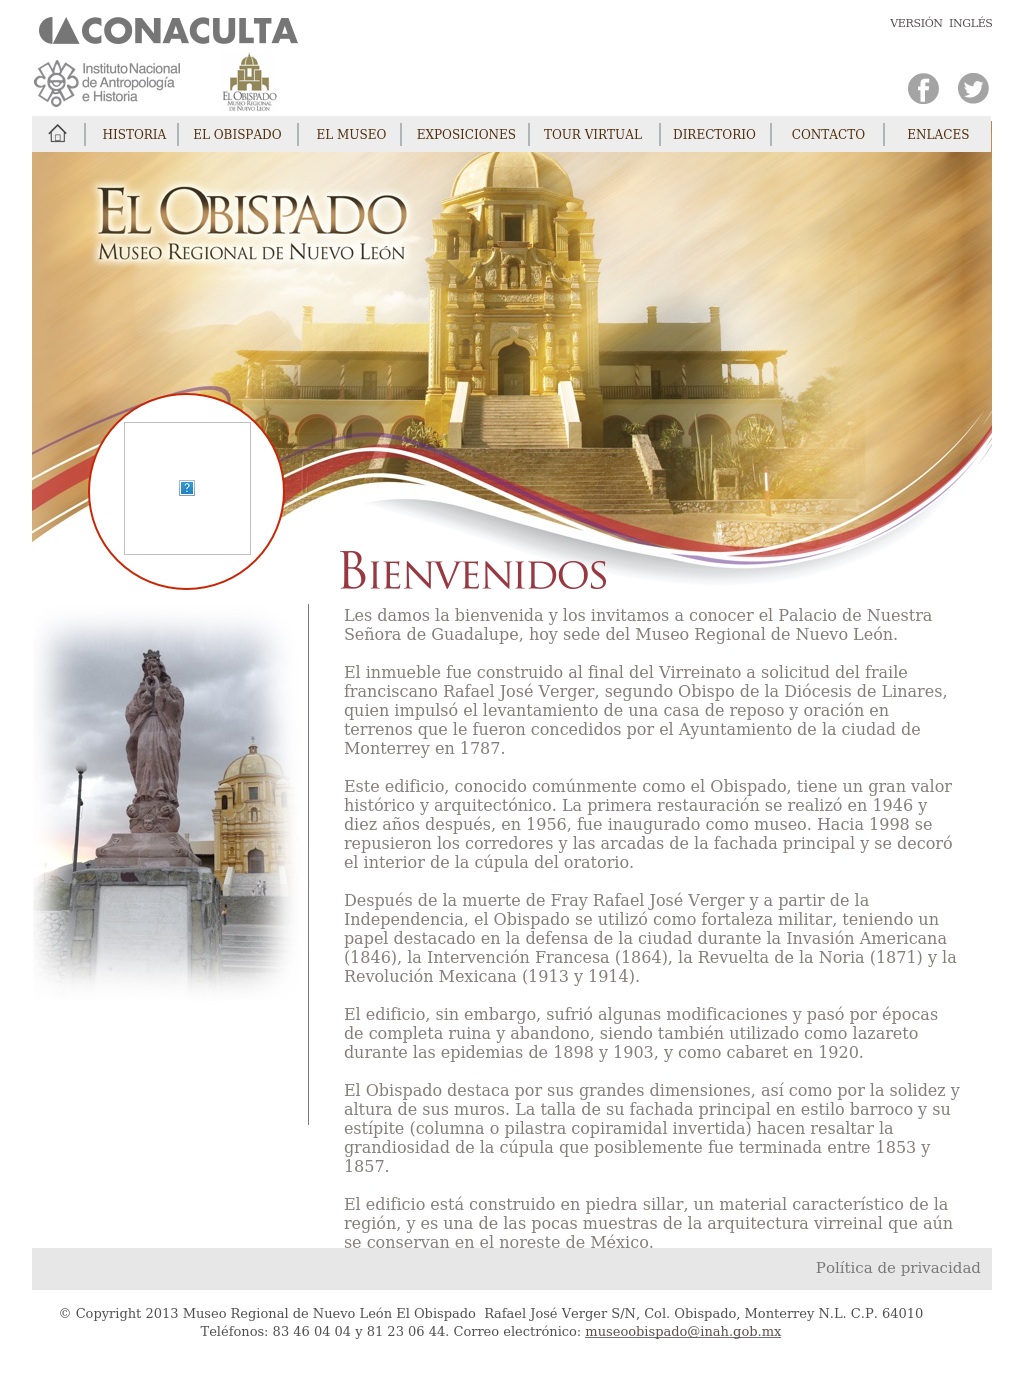 CONACULTA
VERSIÓN INGLÉS
Instituto Nacional
de Antropología
e Historia
EL OBISPADO
MUSEO REGIONAL
DE NUEVO LEÓN
HISTORIA
EL OBISPADO
EL MUSEO
EXPOSICIONES
TOUR VIRTUAL
DIRECTORIO
CONTACTO
ENLACES
EL OBISPADO
MUSEO REGIONAL DE NUEVO LEÓN
BIENVENIDOS
Les damos la bienvenida y los invitamos a conocer el Palacio de Nuestra
Señora de Guadalupe, hoy sede del Museo Regional de Nuevo León.
El inmueble fue construido al final del Virreinato a solicitud del fraile
franciscano Rafael José Verger, segundo Obispo de la Diócesis de Linares,
quien impulsó el levantamiento de una casa de reposo y oración en
terrenos que le fueron concedidos por el Ayuntamiento de la ciudad de
Monterrey en 1787.
Este edificio, conocido comúnmente como el Obispado, tiene un gran valor
histórico y arquitectónico. La primera restauración se realizó en 1946 y
diez años después, en 1956, fue inaugurado como museo. Hacia 1998 se
repusieron los corredores y las arcadas de la fachada principal y se decoró
el interior de la cúpula del oratorio.
Después de la muerte de Fray Rafael José Verger y a partir de la
Independencia, el Obispado se utilizó como fortaleza militar, teniendo un
papel destacado en la defensa de la ciudad durante la Invasión Americana
(1846), la Intervención Francesa (1864), la Revuelta de la Noria (1871) y la
Revolución Mexicana (1913 y 1914).
El edificio, sin embargo, sufrió algunas modificaciones y pasó por épocas
de completa ruina y abandono, siendo también utilizado como lazareto
durante las epidemias de 1898 y 1903, y como cabaret en 1920.
El Obispado destaca por sus grandes dimensiones, así como por la solidez y
altura de sus muros. La talla de su fachada principal en estilo barroco y su
estípite (columna o pilastra copiramidal invertida) hacen resaltar la
grandiosidad de la cúpula que posiblemente fue terminada entre 1853 y
1857.
El edificio está construido en piedra sillar, un material característico de la
región, y es una de las pocas muestras de la arquitectura virreinal que aún
se conservan en el noreste de México.
Política de privacidad
© Copyright 2013 Museo Regional de Nuevo León El Obispado  Rafael José Verger S/N, Col. Obispado, Monterrey N.L. C.P. 64010
Teléfonos: 83 46 04 04 y 81 23 06 44. Correo electrónico: museoobispado@inah.gob.mx